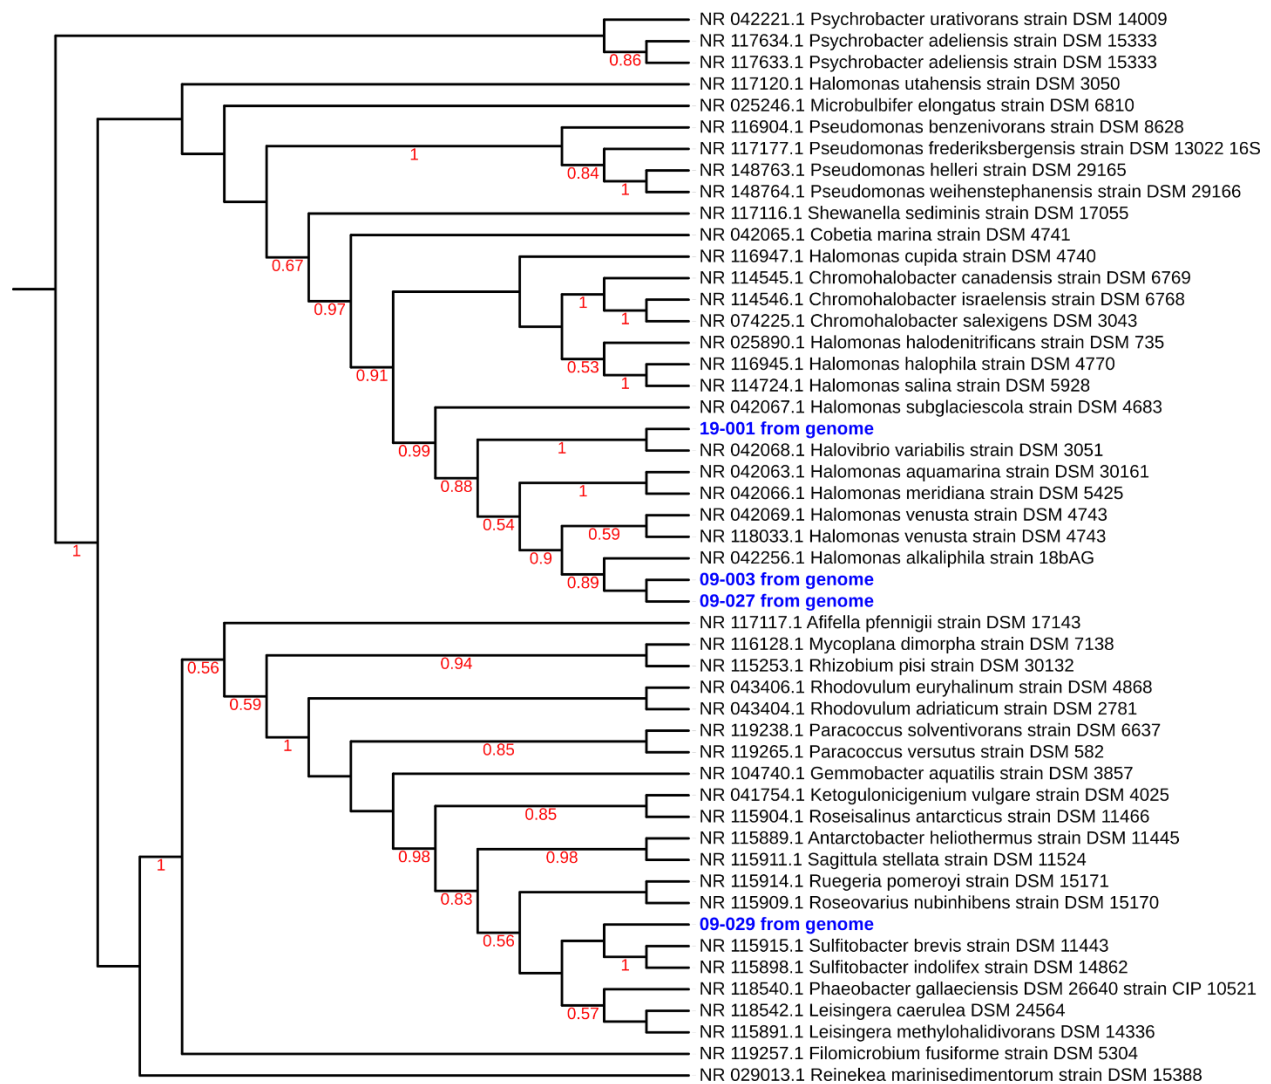 NR 042221.1 Psychrobacter urativorans strain DSM 14009
NR 117634.1 Psychrobacter adeliensis strain DSM 15333
0.86
NR 117633.1 Psychrobacter adeliensis strain DSM 15333
NR 117120.1 Halomonas utahensis strain DSM 3050
NR 025246.1 Microbulbifer elongatus strain DSM 6810
NR 116904.1 Pseudomonas benzenivorans strain DSM 8628
1
NR 117177.1 Pseudomonas frederiksbergensis strain DSM 13022 16S
0.84
NR 148763.1 Pseudomonas helleri strain DSM 29165
1
NR 148764.1 Pseudomonas weihenstephanensis strain DSM 29166
NR 117116.1 Shewanella sediminis strain DSM 17055
NR 042065.1 Cobetia marina strain DSM 4741
NR 116947.1 Halomonas cupida strain DSM 4740
0.67
NR 114545.1 Chromohalobacter canadensis strain DSM 6769
1
NR 114546.1 Chromohalobacter israelensis strain DSM 6768
0.97
1
NR 074225.1 Chromohalobacter salexigens DSM 3043
NR 025890.1 Halomonas halodenitrificans strain DSM 735
0.53
NR 116945.1 Halomonas halophila strain DSM 4770
0.91
1
NR 114724.1 Halomonas salina strain DSM 5928
NR 042067.1 Halomonas subglaciescola strain DSM 4683
19-001 from genome
0.99
1
NR 042068.1 Halovibrio variabilis strain DSM 3051
NR 042063.1 Halomonas aquamarina strain DSM 30161
0.88
1
NR 042066.1 Halomonas meridiana strain DSM 5425
NR 042069.1 Halomonas venusta strain DSM 4743
0.54
0.59
NR 118033.1 Halomonas venusta strain DSM 4743
1
0.9
NR 042256.1 Halomonas alkaliphila strain 18bAG
0.89
09-003 from genome
09-027 from genome
NR 117117.1 Afifella pfennigii strain DSM 17143
NR 116128.1 Mycoplana dimorpha strain DSM 7138
0.56
0.94
NR 115253.1 Rhizobium pisi strain DSM 30132
NR 043406.1 Rhodovulum euryhalinum strain DSM 4868
0.59
NR 043404.1 Rhodovulum adriaticum strain DSM 2781
NR 119238.1 Paracoccus solventivorans strain DSM 6637
1
0.85
NR 119265.1 Paracoccus versutus strain DSM 582
NR 104740.1 Gemmobacter aquatilis strain DSM 3857
NR 041754.1 Ketogulonicigenium vulgare strain DSM 4025
0.85
NR 115904.1 Roseisalinus antarcticus strain DSM 11466
NR 115889.1 Antarctobacter heliothermus strain DSM 11445
1
0.98
0.98
NR 115911.1 Sagittula stellata strain DSM 11524
NR 115914.1 Ruegeria pomeroyi strain DSM 15171
0.83
NR 115909.1 Roseovarius nubinhibens strain DSM 15170
09-029 from genome
0.56
NR 115915.1 Sulfitobacter brevis strain DSM 11443
1
NR 115898.1 Sulfitobacter indolifex strain DSM 14862
NR 118540.1 Phaeobacter gallaeciensis DSM 26640 strain CIP 10521
0.57
NR 118542.1 Leisingera caerulea DSM 24564
NR 115891.1 Leisingera methylohalidivorans DSM 14336
NR 119257.1 Filomicrobium fusiforme strain DSM 5304
NR 029013.1 Reinekea marinisedimentorum strain DSM 15388